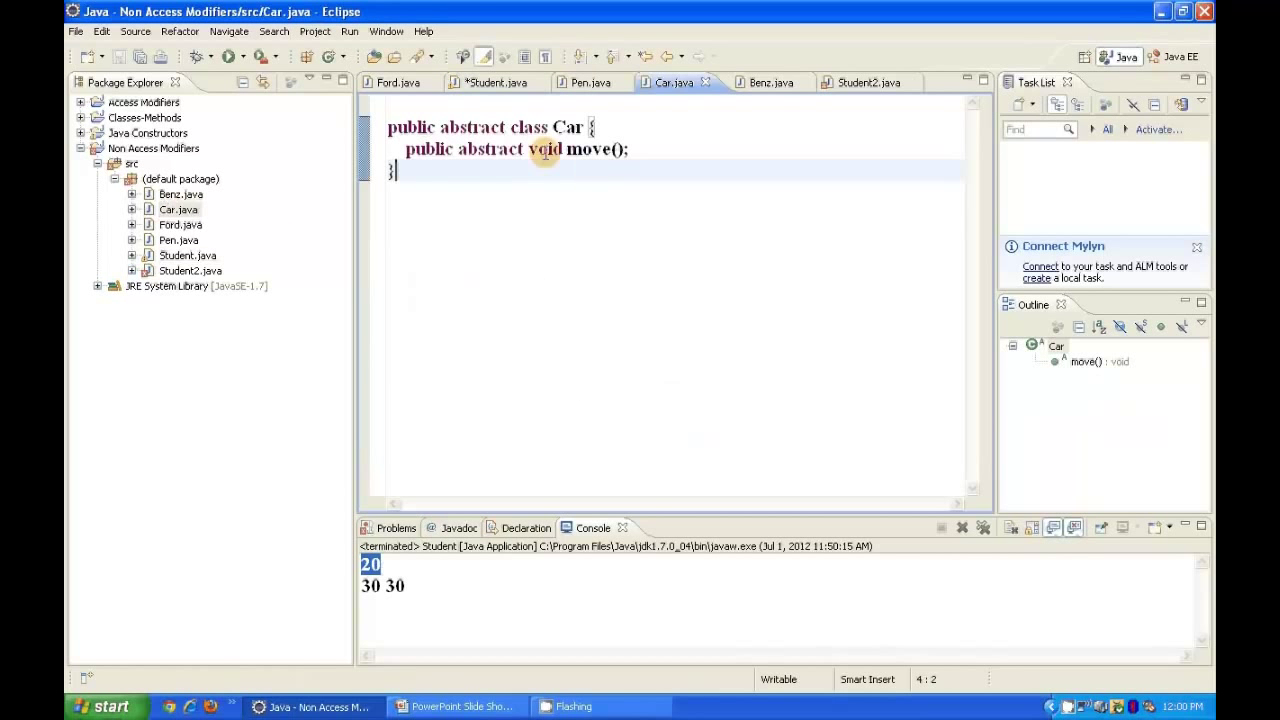 Java - Non Access Modifiers/src/Car.java - Eclipse
File Edit Source Refactor Navigate Search Project Run Window Help
Java Java EE
Package Explorer
Ford.java *Student.java Pen.java Car.java Benz.java Student2.java
Task List
Access Modifiers
Classes-Methods
Java Constructors
Non Access Modifiers
src
(default package)
Benz.java
Car.java
Ford.java
Pen.java
Student.java
Student2.java
JRE System Library [JavaSE-1.7]
public abstract class Car {
public abstract void move();
}
Find All Activate...
Connect Mylyn
Connect to your task and ALM tools or
create a local task.
Outline
Car
move() : void
Problems @ Javadoc Declaration Console
<terminated> Student [Java Application] C:\Program Files\Java\jdk1.7.0_04\bin\javaw.exe (Jul 1, 2012 11:50:15 AM)
20
30 30
Writable Smart Insert 4 : 2
start Java - Non Access M... PowerPoint Slide Sho... Flashing 12:00 PM